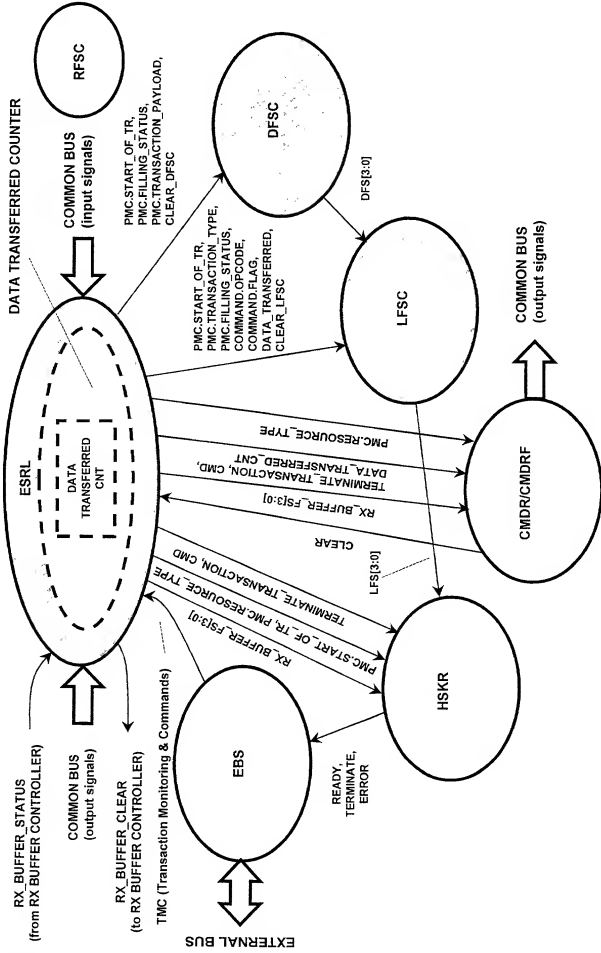 RFSC
DATA TRANSFERRED COUNTER
COMMON BUS
(input signals)
PMC.START_OF_TR,
PMC.FILLING_STATUS,
PMC.TRANSACTION_PAYLOAD,
CLEAR_DFSC
DFSC
DFS[3:0]
ESRL
DATA
TRANSFERRED
CNT
PMC.START_OF_TR,
PMC.TRANSACTION_TYPE,
PMC.FILLING_STATUS,
COMMAND.OPCODE,
COMMAND.FLAG,
DATA_TRANSFERRED,
CLEAR_LFSC
LFSC
COMMON BUS
(output signals)
PMC.RESOURCE_TYPE
TERMINATE_TRANSACTION, CMD,
DATA_TRANSFERRED_CNT
RX_BUFFER_FS[3:0]
CLEAR
CMDR/CMDRF
LFS[3:0]
TERMINATE_TRANSACTION, CMD
PMC.START_OF_TR, PMC.RESOURCE_TYPE
RX_BUFFER_FS[3:0]
HSKR
RX_BUFFER_STATUS
(from RX BUFFER CONTROLLER)
COMMON BUS
(output signals)
RX_BUFFER_CLEAR
(to RX BUFFER CONTROLLER)
TMC (Transaction Monitoring & Commands)
EBS
READY,
TERMINATE,
ERROR
EXTERNAL BUS